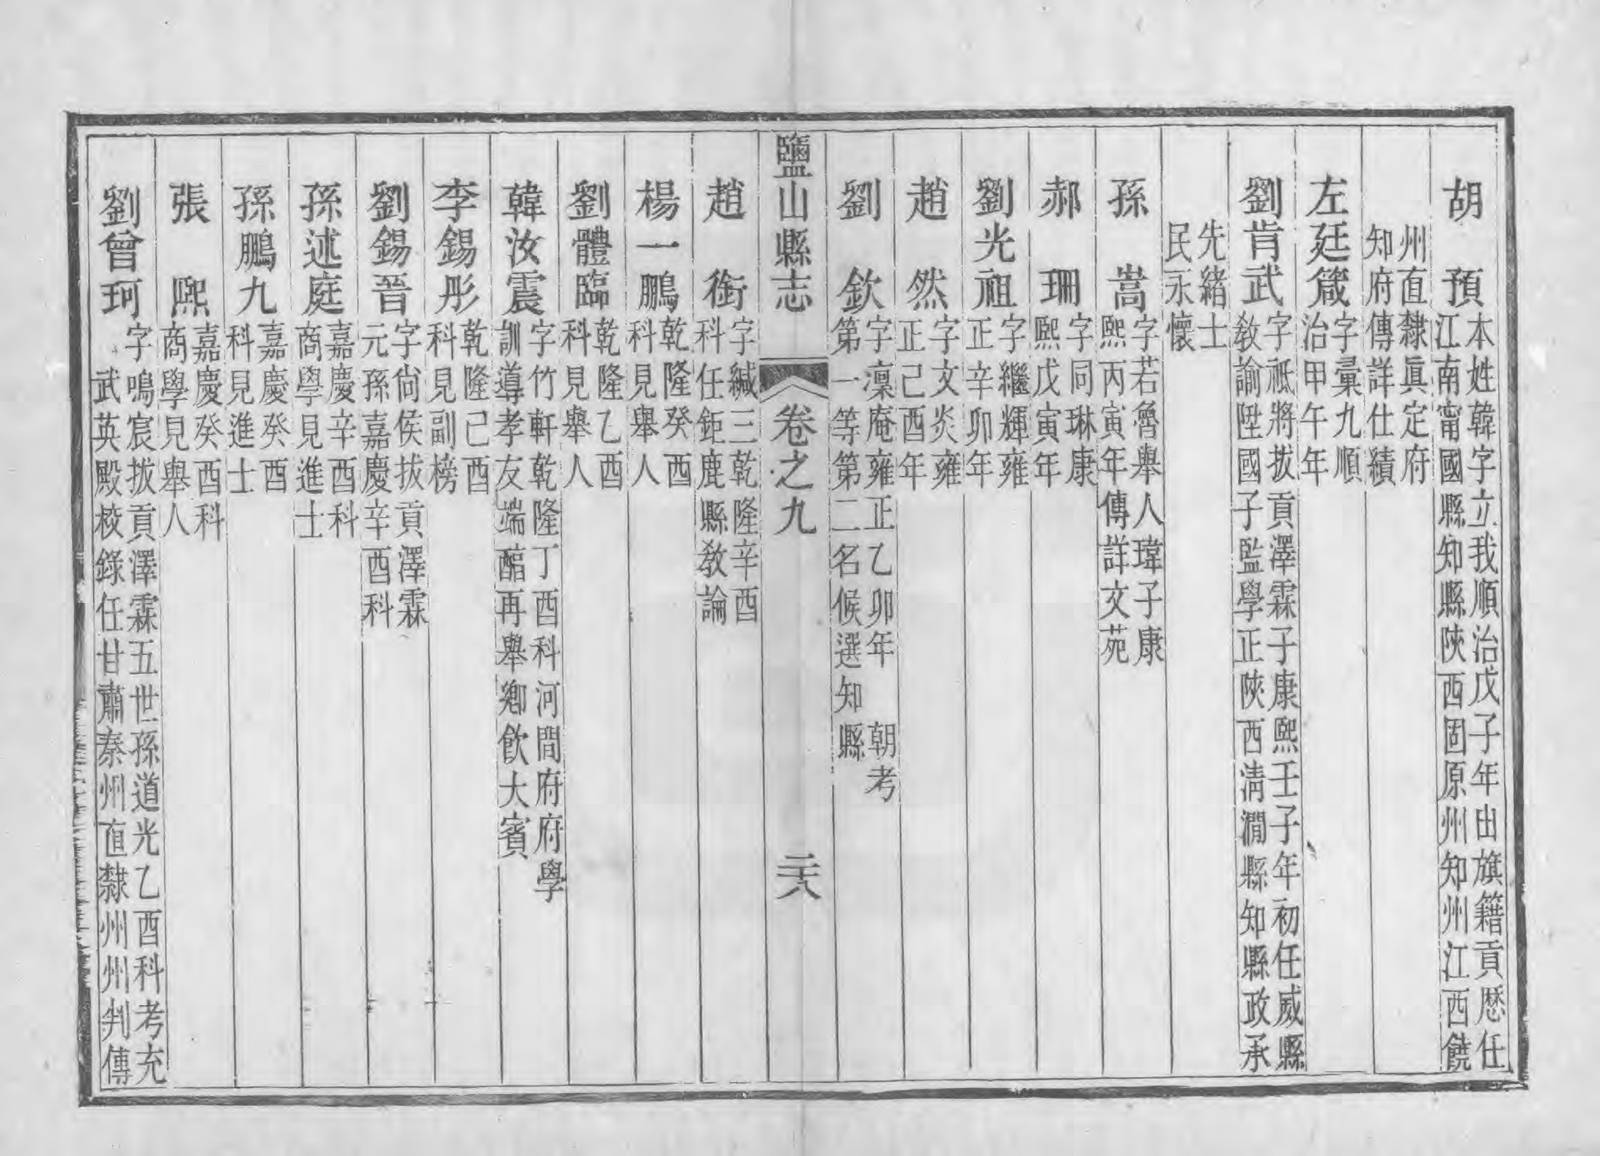 胡預　本姓韓字立我順治戊子年由旗籍貢歷任
江南甯國縣知縣陝西固原州知州江西饒
州直隸眞定府
知府傳詳仕績
左廷箴　字彙九順
治甲午年
劉肯武　字祗將拔貢澤霖子康熙壬子年初任威縣
敎諭陞國子監學正陝西淸澗縣知縣政承
先緒士
民永懷
孫嵩　字若魯舉人瑋子康
熙丙寅年傳詳文苑
郝珊　字同琳康
熙戊寅年
劉光祖　字繼輝雍
正辛卯年
趙然　字文炎雍
正己酉年
劉欽　字凜庵雍正乙卯年　朝考
第一等第二名候選知縣
鹽山縣志　卷之九　二十八
趙銜　字緘三乾隆辛酉
科任鉅鹿縣敎諭
楊一鵬　乾隆癸酉
科見舉人
劉體臨　乾隆乙酉
科見舉人
韓汝震　字竹軒乾隆丁酉科河間府府學
訓導孝友端醕再舉鄕飮大賓
李錫彤　乾隆己酉
科見副榜
劉錫晉　字尙侯拔貢澤霖
元孫嘉慶辛酉科
孫述庭　嘉慶辛酉科
商學見進士
孫鵬九　嘉慶癸酉
科見進士
張熙　嘉慶癸酉科
商學見舉人
劉曾珂　字鳴宸拔貢澤霖五世孫道光乙酉科考充
武英殿校錄任甘肅秦州直隸州州判傳